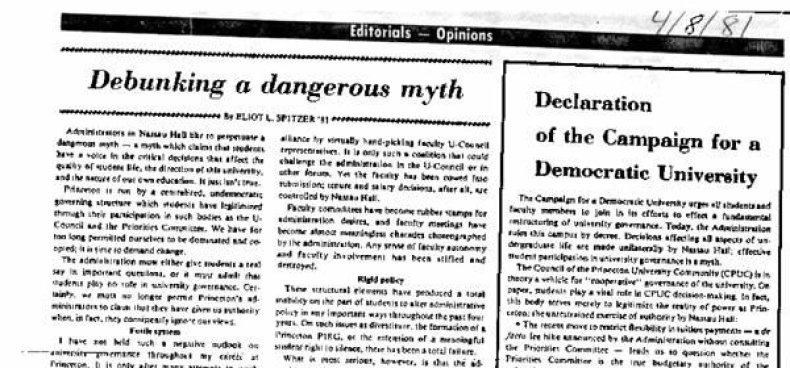 Editorials — Opinions
4/8/81
Debunking a dangerous myth
By ELIOT L. SPITZER '81
Administrators in Nassau Hall like to perpetuate a
dangerous myth — a myth which claims that students
have a voice in the critical decisions that affect the
quality of student life, the direction of this university,
and the nature of our own education. It just isn't true.
Princeton is run by a centralized, undemocratic
governing structure which students have legitimized
through their participation in such bodies as the U-
Council and the Priorities Committee. We have for
too long permitted ourselves to be dominated and co-
opted; it is time to demand change.
The administration must either give students a real
say in important questions, or it must admit that
students play no role in university governance. Cer-
tainly, we must no longer permit Princeton's ad-
ministrators to claim that they have given us authority
when, in fact, they consistently ignore our views.
Futile system
I have not held such a negative outlook on
university governance throughout my career at
Princeton. It is only after many attempts to work
alliance by virtually hand-picking faculty U-Council
representatives. It is only such a coalition that could
challenge the administration in the U-Council or in
other forums. Yet the faculty has been cowed into
submission; tenure and salary decisions, after all, are
controlled by Nassau Hall.
Faculty committees have become rubber stamps for
administration desires, and faculty meetings have
become almost meaningless charades choreographed
by the administration. Any sense of faculty autonomy
and faculty involvement has been stifled and
destroyed.
Rigid policy
These structural elements have produced a total
inability on the part of students to alter administrative
policy in any important ways throughout the past four
years. On such issues as divestiture, the formation of a
Princeton PIRG, or the extension of a meaningful
student right to silence, there has been a total failure.
What is most serious, however, is that the ad-
Declaration
of the Campaign for a
Democratic University
The Campaign for a Democratic University urges all students and
faculty members to join in its efforts to effect a fundamental
restructuring of university governance. Today, the Administration
rules this campus by decree. Decisions affecting all aspects of un-
dergraduate life are made unilaterally by Nassau Hall; effective
student participation in university governance is a myth.
The Council of the Princeton University Community (CPUC) is in
theory a vehicle for "cooperative" governance of the university. On
paper, students play a vital role in CPUC decision-making. In fact,
this body serves merely to legitimize the reality of power at Prin-
ceton: the unrestrained exercise of authority by Nassau Hall:
• The recent move to restrict flexibility in tuition payments — a de
facto fee hike announced by the Administration without consulting
the Priorities Committee — leads us to question whether the
Priorities Committee is the true budgetary authority of the